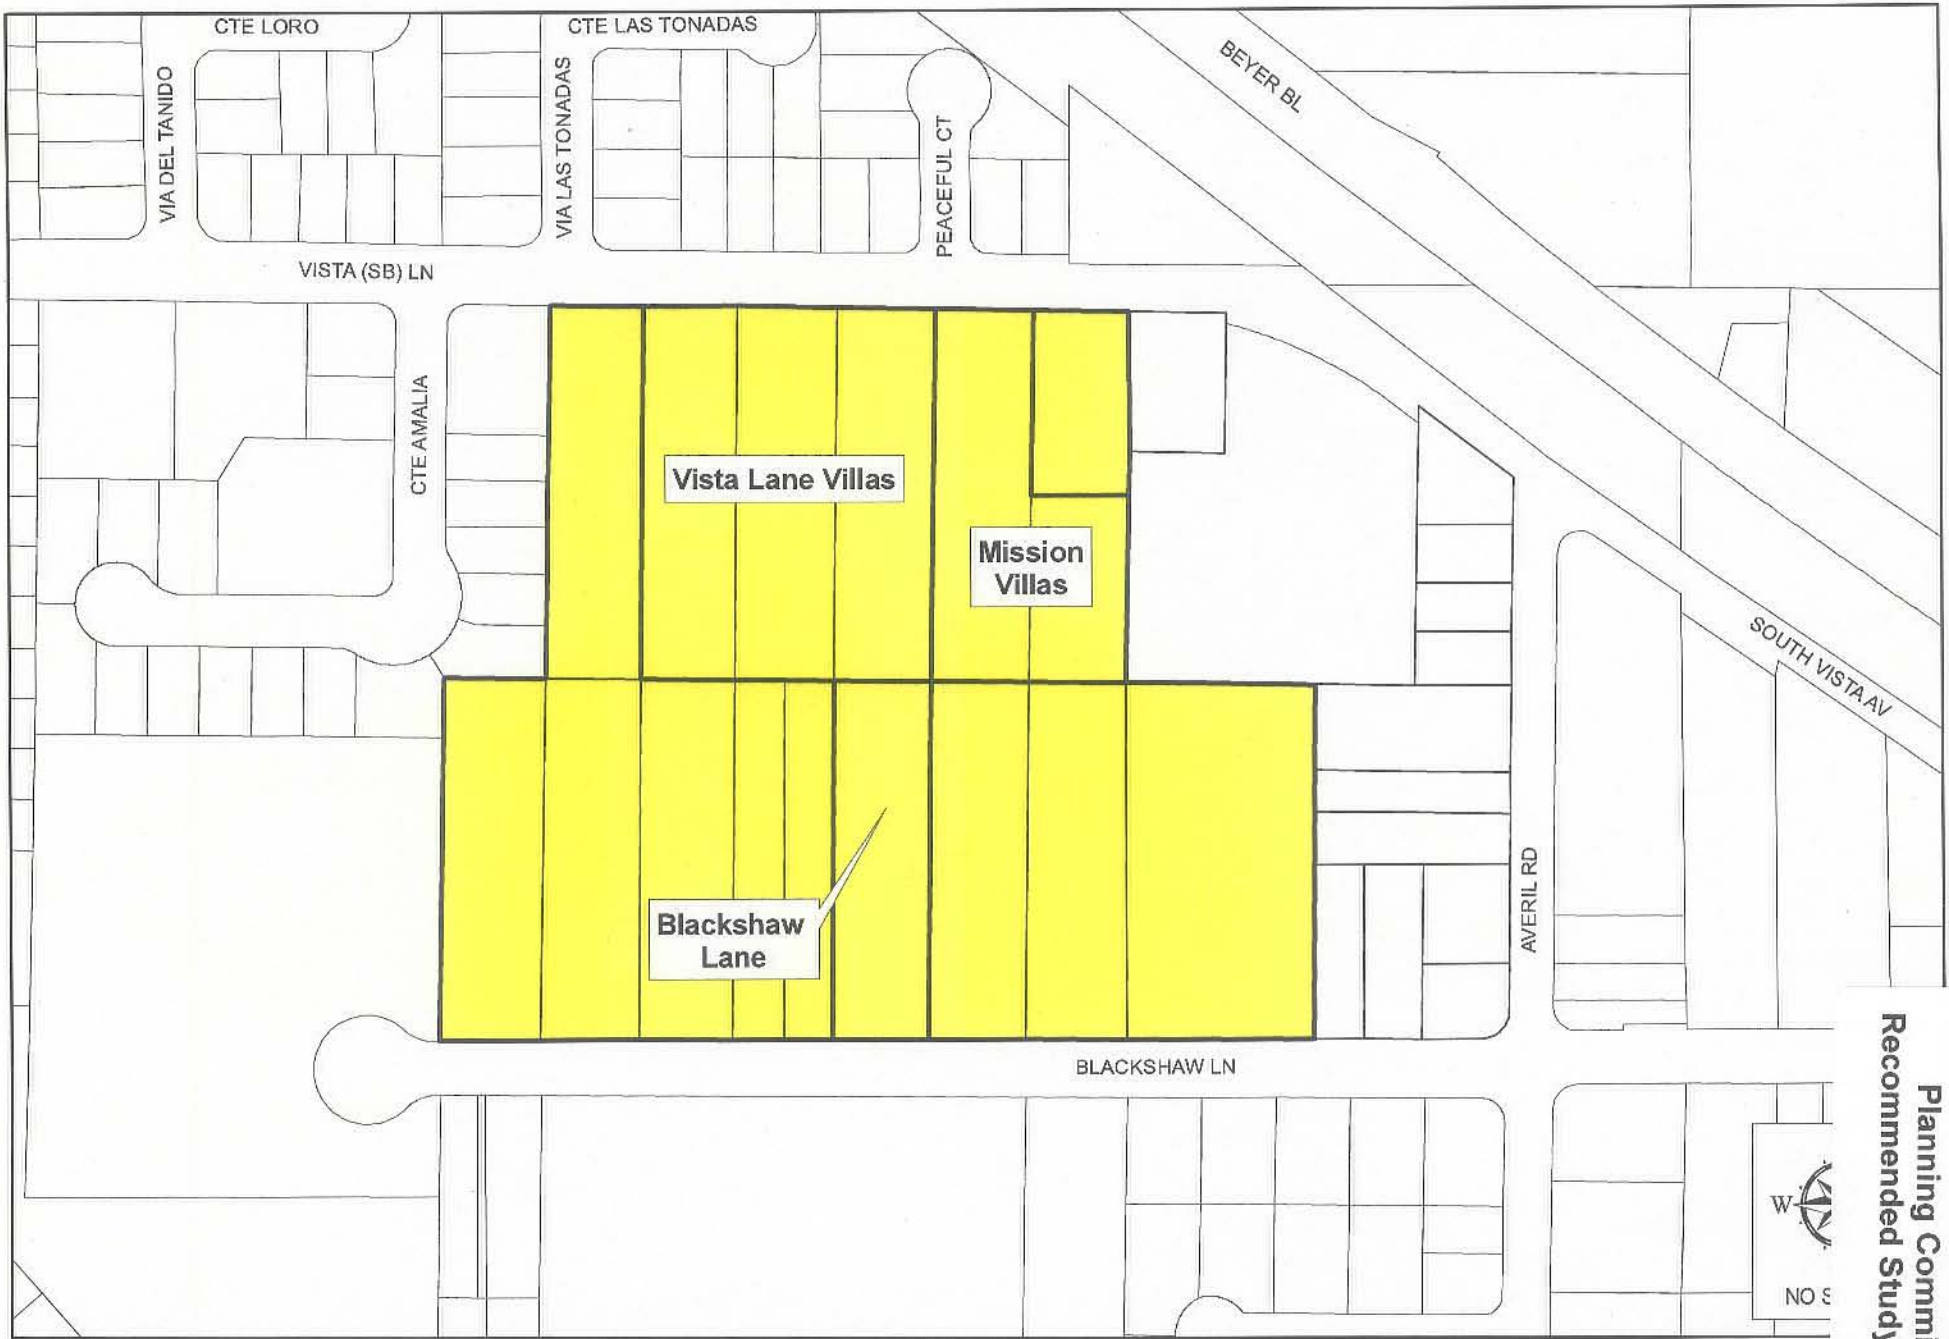 CTE LORO
CTE LAS TONADAS
BEYER BL
VIA DEL TANIDO
VIA LAS TONADAS
PEACEFUL CT
VISTA (SB) LN
CTE AMALIA
Vista Lane Villas
Mission
Villas
SOUTH VISTA AV
Blackshaw
Lane
AVERIL RD
BLACKSHAW LN
W
NO
Planning Comm
Recommended Study